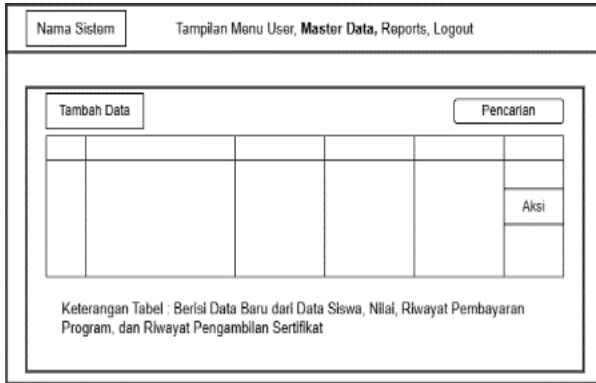 Nama Sistem
Tampilan Menu User, Master Data, Reports, Logout
Tambah Data
Pencarian
Aksi
Keterangan Tabel : Berisi Data Baru dari Data Siswa, Nilai, Riwayat Pembayaran
Program, dan Riwayat Pengambilan Sertifikat